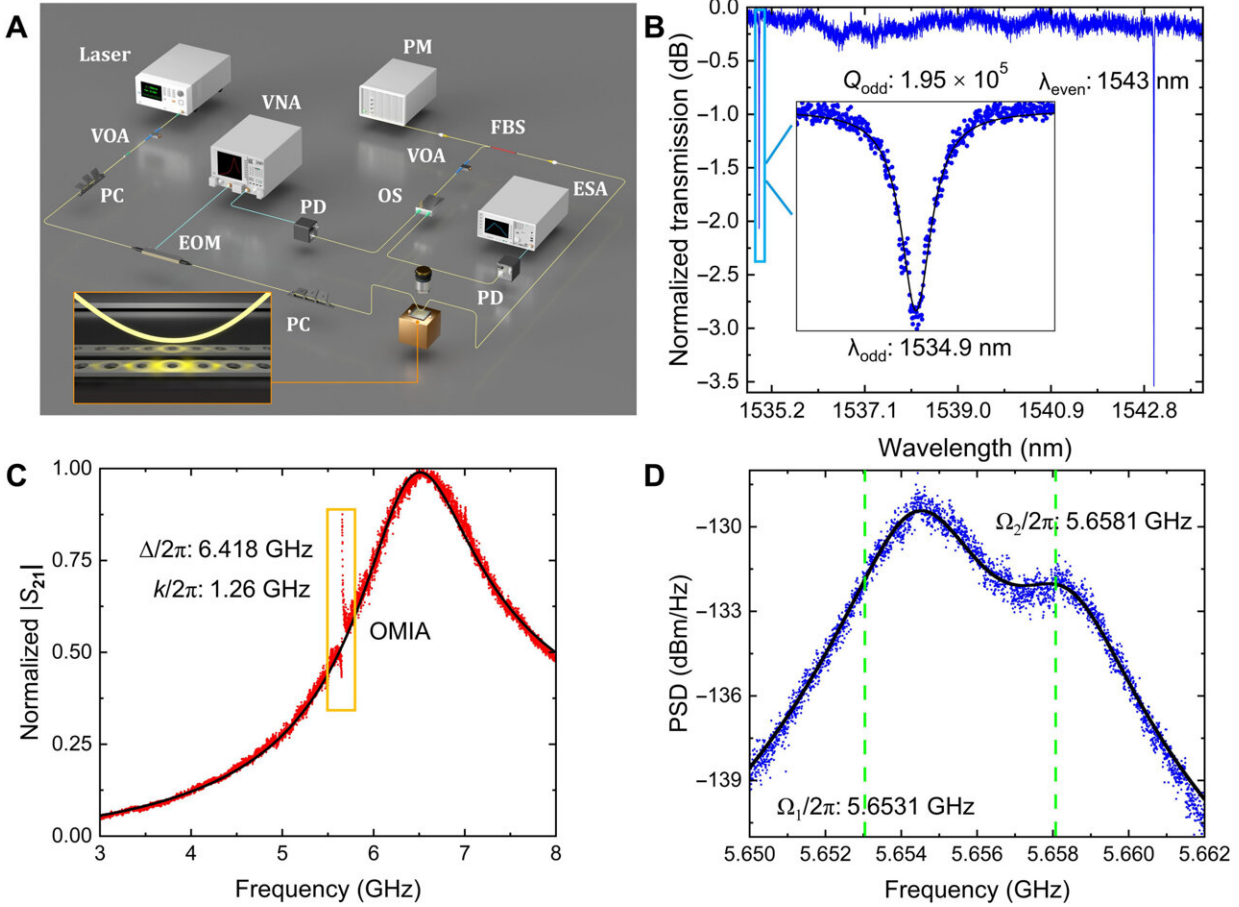 A
Laser
PM
VNA
VOA
FBS
VOA
PC
OS
ESA
PD
EOM
PD
PC
B
Normalized transmission (dB)
0.0
−0.5
−1.0
−1.5
−2.0
−2.5
−3.0
−3.5
Q_odd: 1.95 × 10^5
λ_even: 1543 nm
λ_odd: 1534.9 nm
1535.2 1537.1 1539.0 1540.9 1542.8
Wavelength (nm)
C
Normalized |S_21|
1.00
0.75
0.50
0.25
0.00
Δ/2π: 6.418 GHz
k/2π: 1.26 GHz
OMIA
3 4 5 6 7 8
Frequency (GHz)
D
PSD (dBm/Hz)
−130
−133
−136
−139
Ω_2/2π: 5.6581 GHz
Ω_1/2π: 5.6531 GHz
5.650 5.652 5.654 5.656 5.658 5.660 5.662
Frequency (GHz)